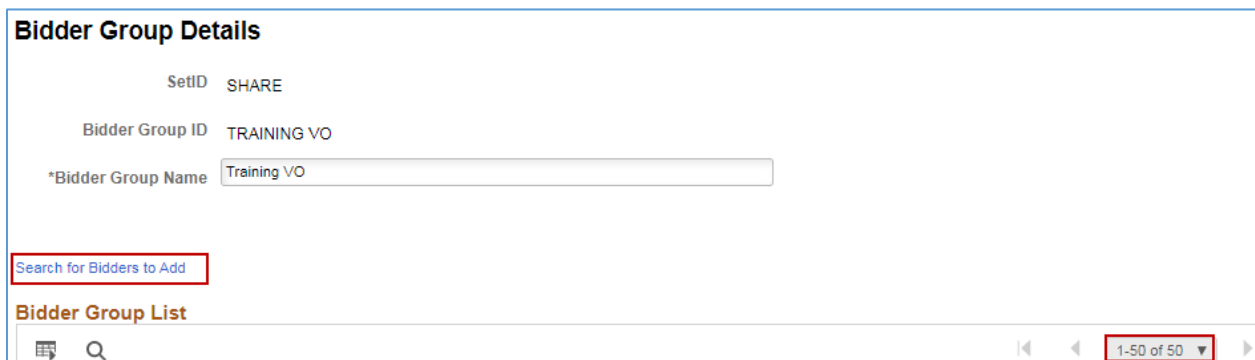 Bidder Group Details
SetID SHARE
Bidder Group ID TRAINING VO
*Bidder Group Name Training VO
Search for Bidders to Add
Bidder Group List
1-50 of 50